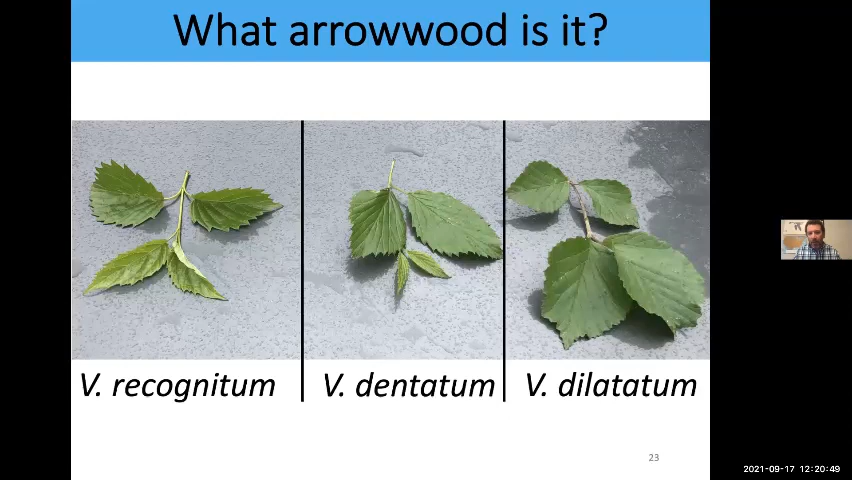 What arrowwood is it?
V. recognitum
V. dentatum
V. dilatatum
23
2021-09-17 12:20:49